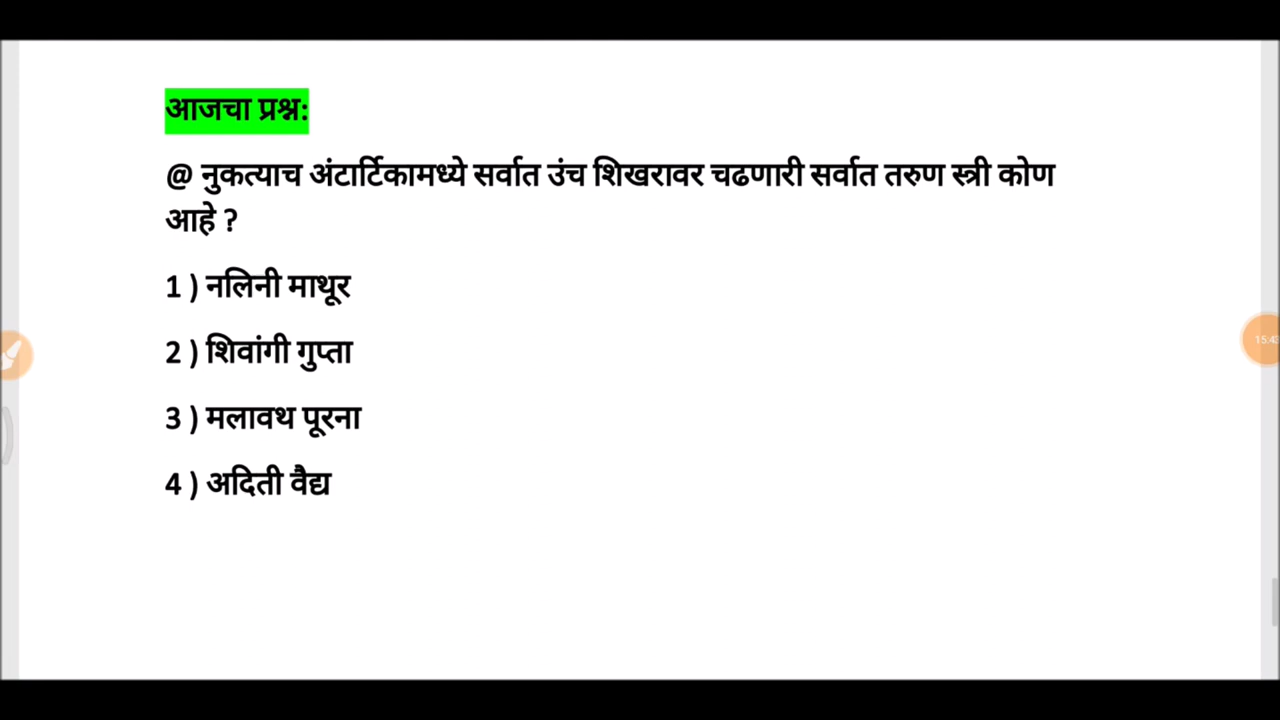 आजचा प्रश्न:
@ नुकत्याच अंटार्टिकामध्ये सर्वात उंच शिखरावर चढणारी सर्वात तरुण स्त्री कोण
आहे ?
1 ) नलिनी माथूर
2 ) शिवांगी गुप्ता
3 ) मलावथ पूरना
4 ) अदिती वैद्य